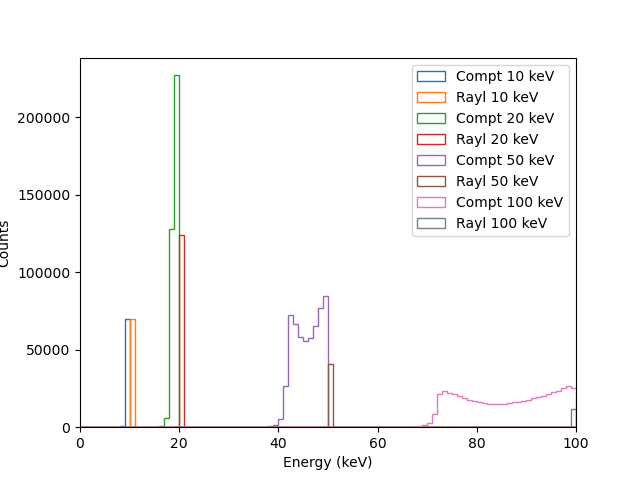 200000
150000
100000
50000
0
0
20
40
60
80
100
Energy (keV)
Counts
Compt 10 keV
Rayl 10 keV
Compt 20 keV
Rayl 20 keV
Compt 50 keV
Rayl 50 keV
Compt 100 keV
Rayl 100 keV